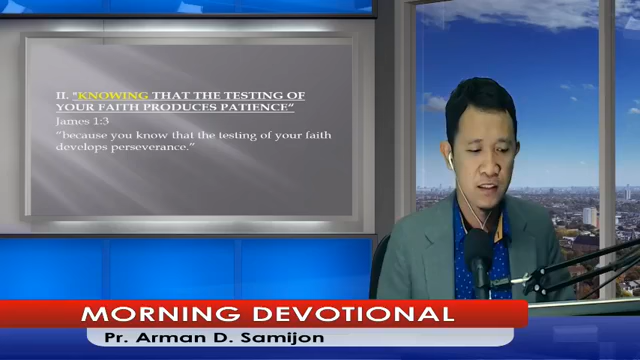 II. "KNOWING THAT THE TESTING OF
YOUR FAITH PRODUCES PATIENCE"
James 1:3
“because you know that the testing of your faith
develops perseverance.”
MORNING DEVOTIONAL
Pr. Arman D. Samijon